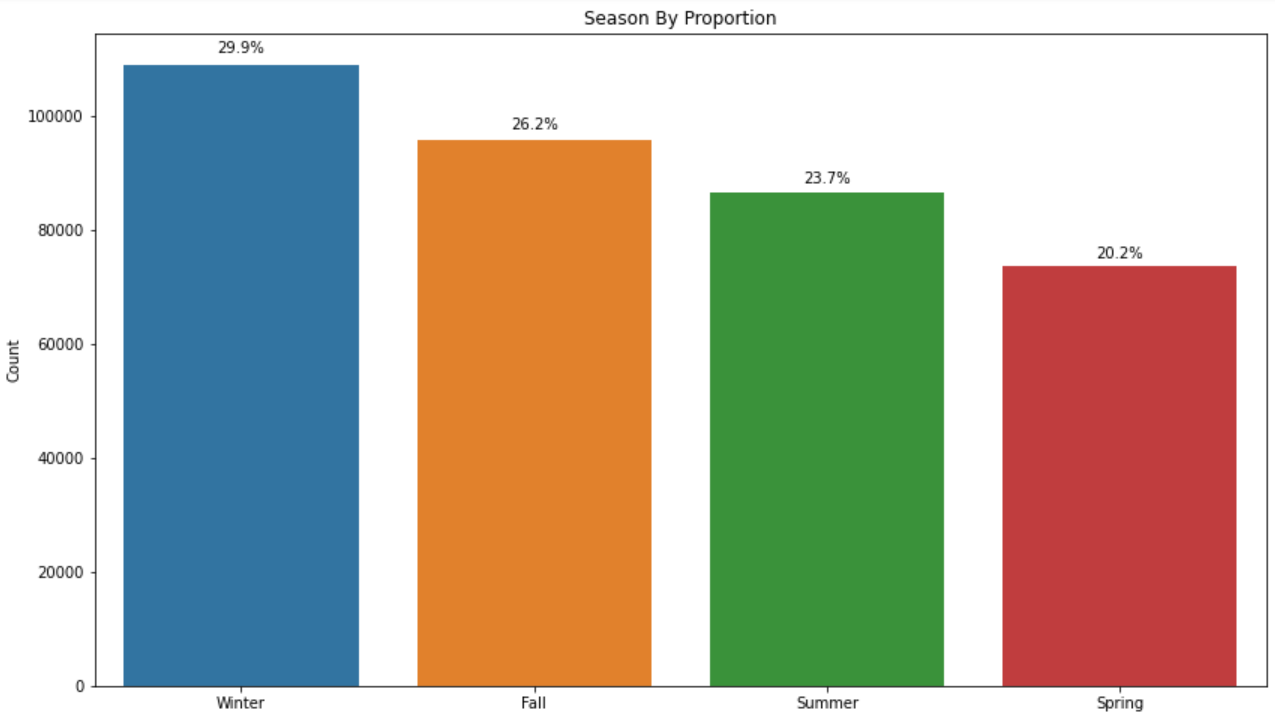 Season By Proportion
29.9%
26.2%
23.7%
20.2%
100000
80000
60000
40000
20000
0
Count
Winter
Fall
Summer
Spring